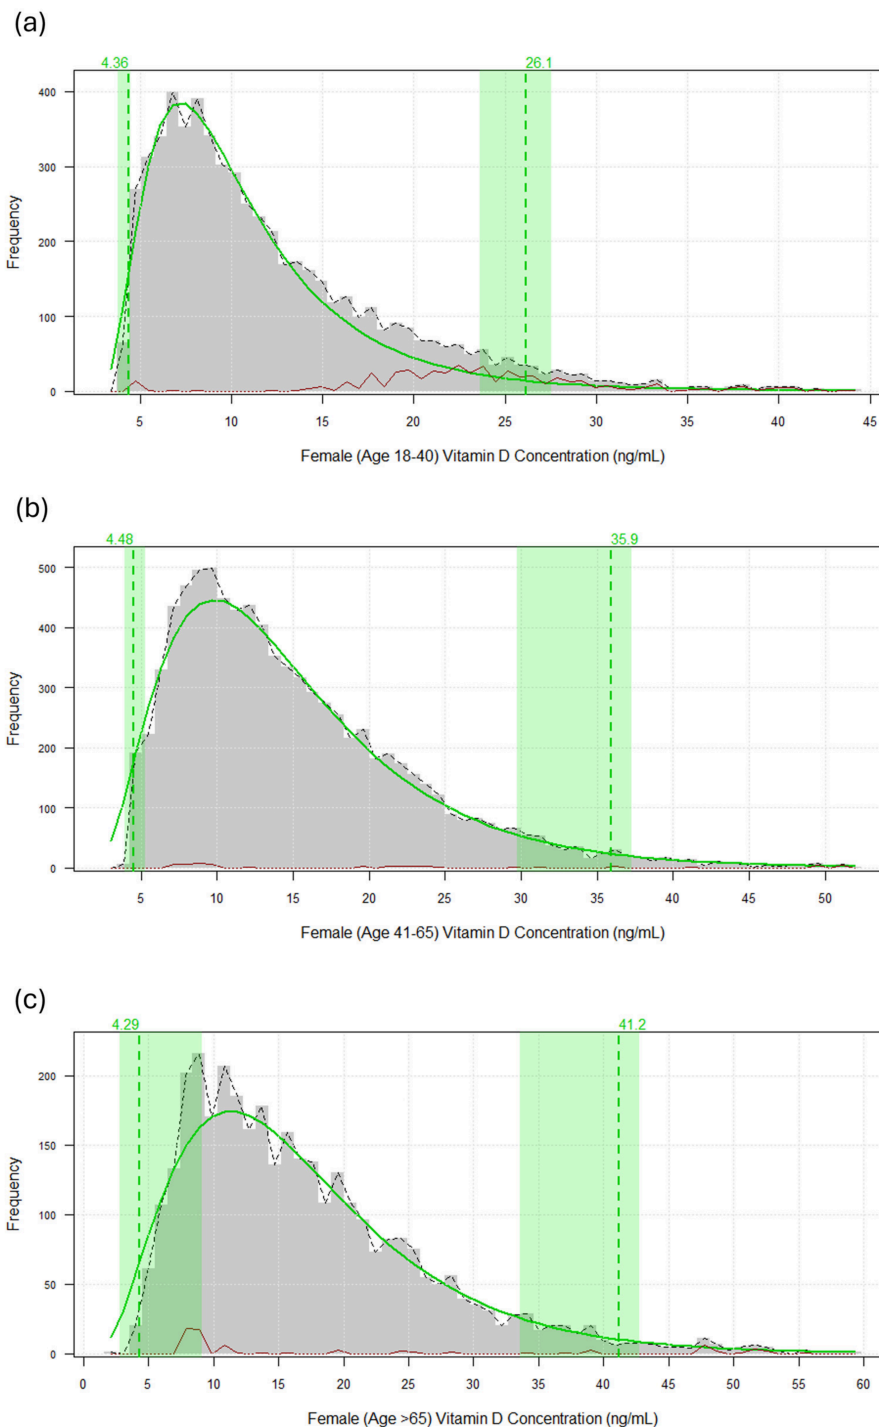 (a)
4.36 26.1
400
300
200
100
0
Frequency
5 10 15 20 25 30 35 40 45
Female (Age 18-40) Vitamin D Concentration (ng/mL)
(b)
4.48 35.9
500
400
300
200
100
0
Frequency
5 10 15 20 25 30 35 40 45 50
Female (Age 41-65) Vitamin D Concentration (ng/mL)
(c)
4.29 41.2
200
150
100
50
0
Frequency
0 5 10 15 20 25 30 35 40 45 50 55 60
Female (Age >65) Vitamin D Concentration (ng/mL)